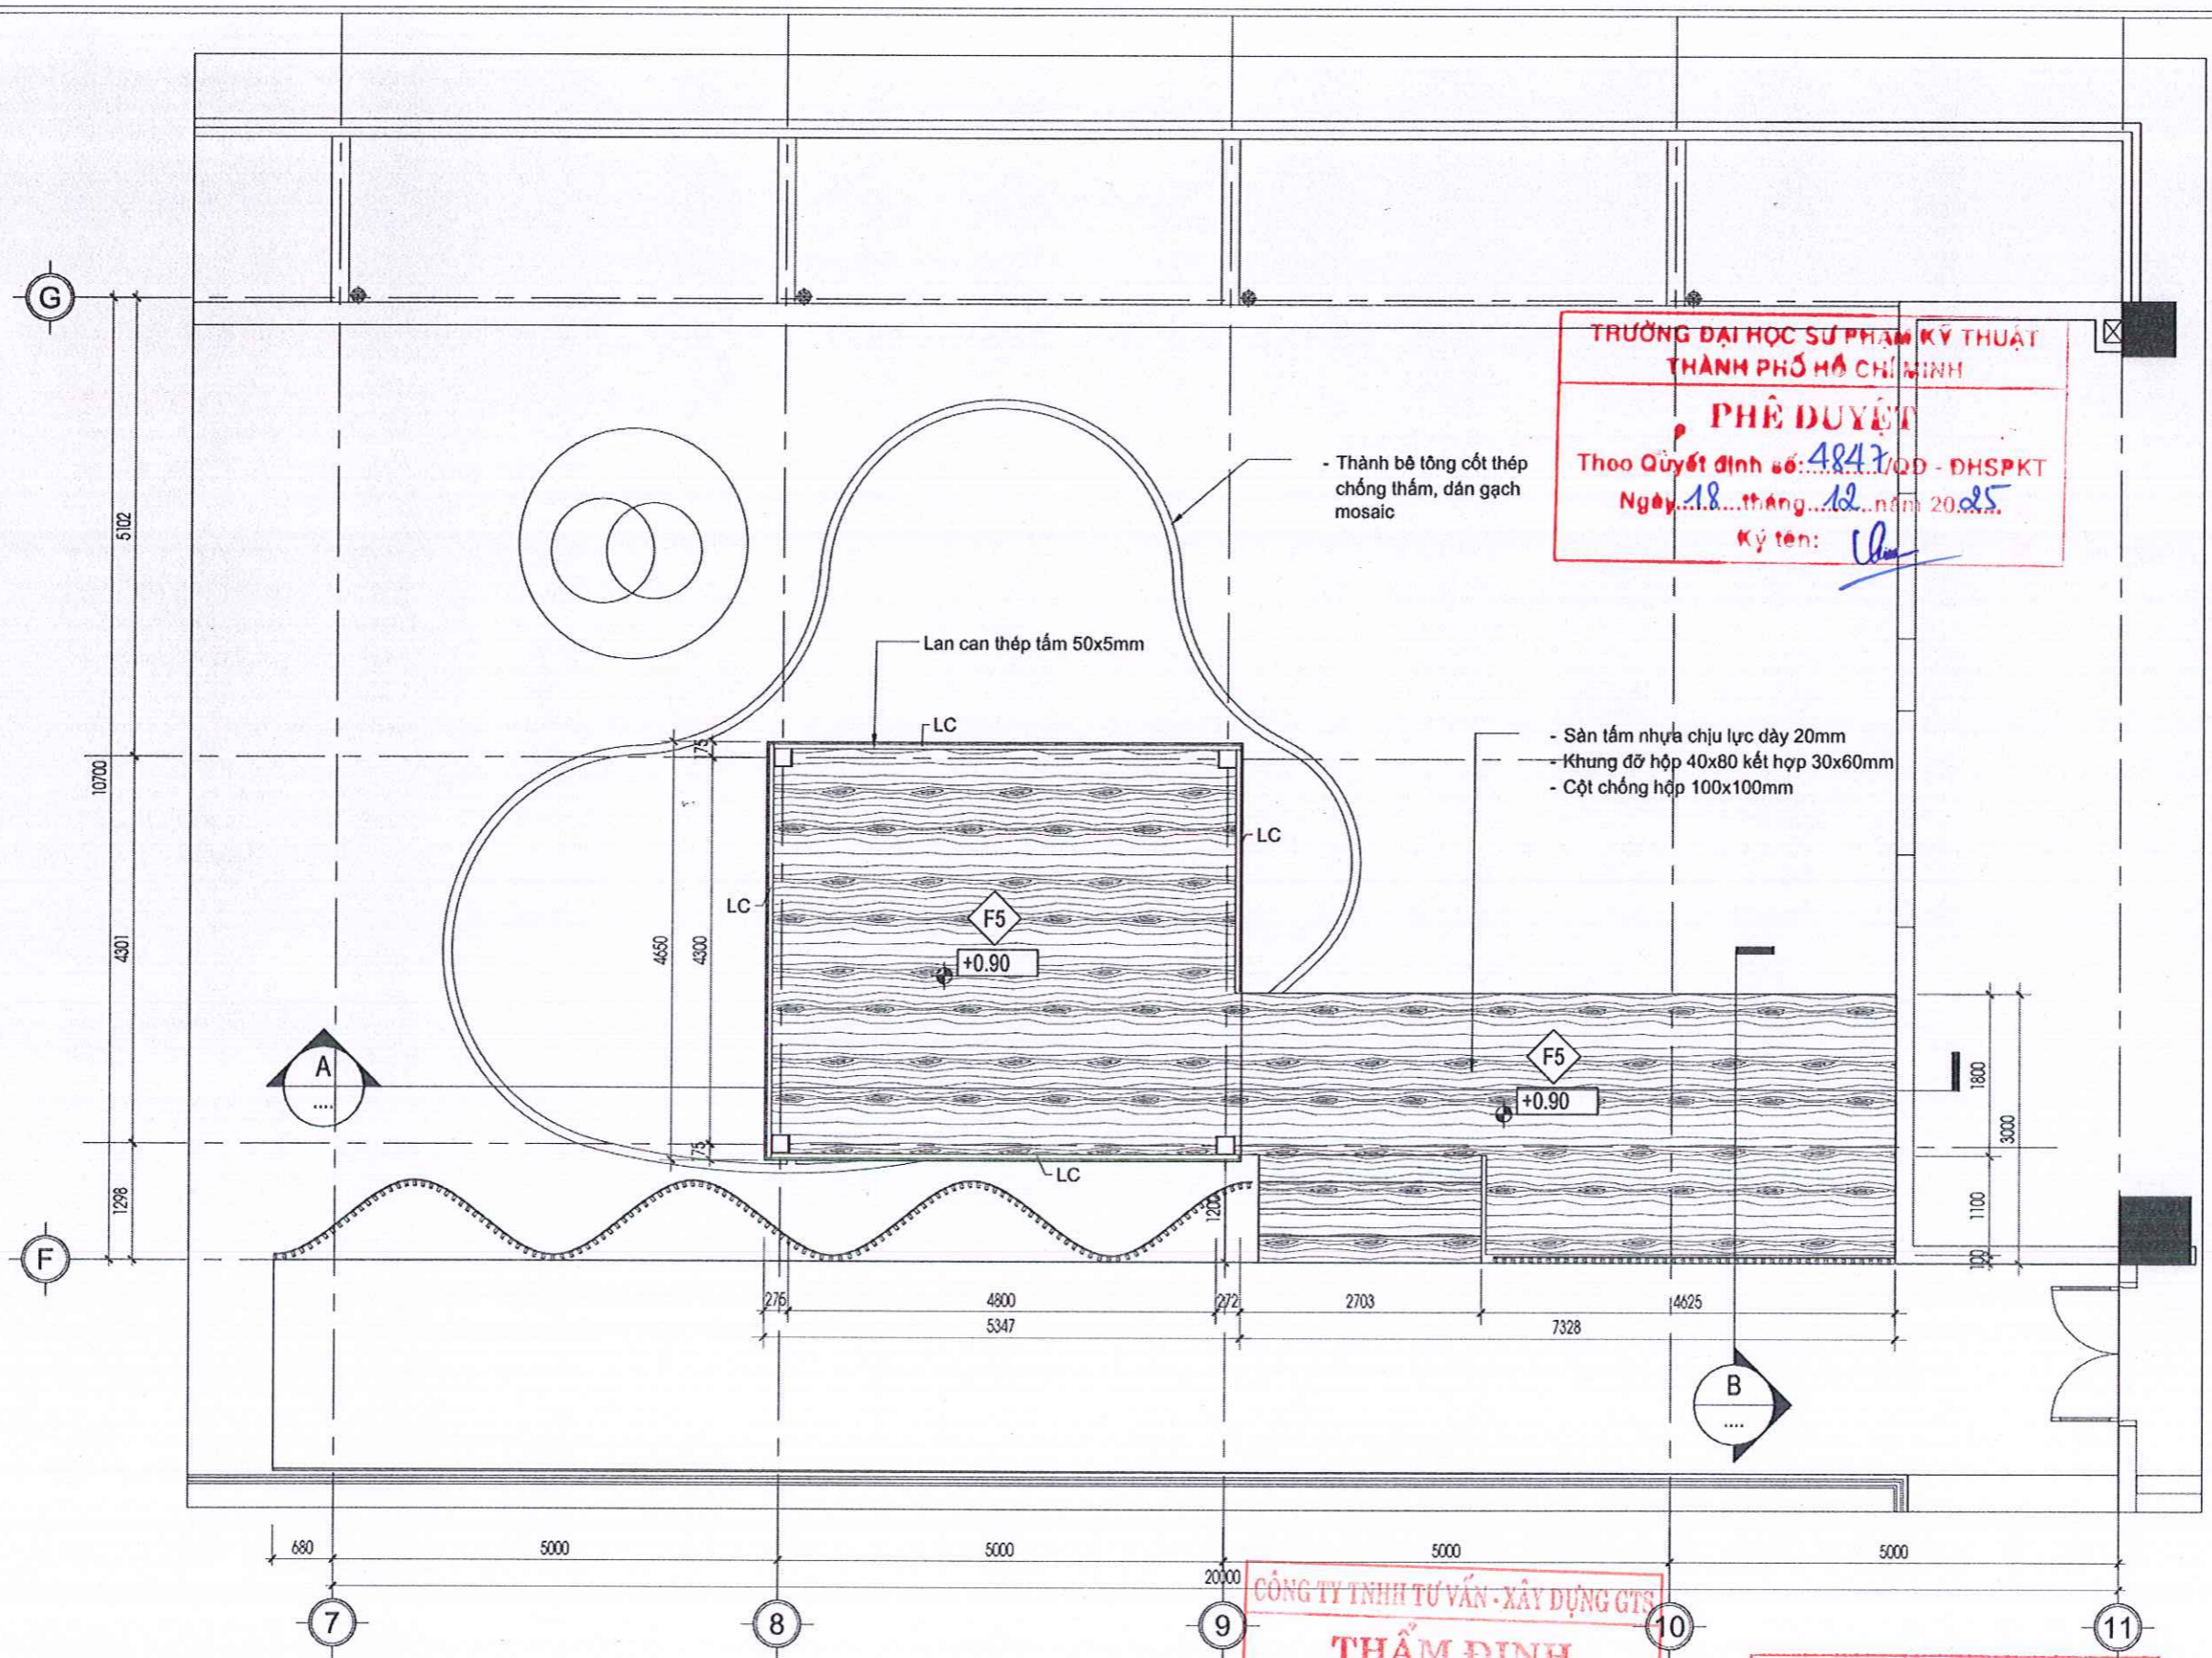 G
5102
10700
4301
1298
F
TRƯỜNG ĐẠI HỌC SƯ PHẠM KỸ THUẬT
THÀNH PHỐ HỒ CHÍ MINH
PHÊ DUYỆT
Theo Quyết định số: 4847/QD - ĐHSPKT
Ngày 18 tháng 12 năm 2025
Ký tên:
- Thành bê tông cốt thép
chống thấm, dán gạch
mosaic
Lan can thép tấm 50x5mm
LC
- Sàn tấm nhựa chịu lực dày 20mm
- Khung đỡ hộp 40x80 kết hợp 30x60mm
- Cột chống hộp 100x100mm
175
LC
LC
F5
+0.90
4650
4300
A
....
F5
+0.90
1800
3000
175
LC
1200
1100
100
276
4800
272
2703
4625
5347
7328
B
....
680
5000
5000
5000
5000
20000
CÔNG TY TNHH TƯ VẤN - XÂY DỰNG GTS
THẨM ĐỊNH
7
8
9
10
11